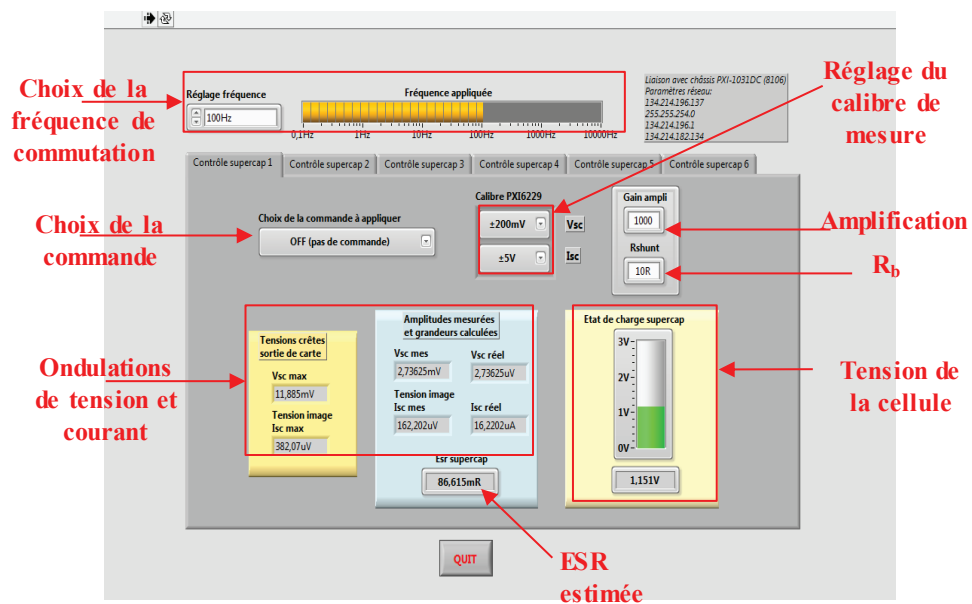 Choix de la
fréquence de
commutation
Réglage fréquence
100Hz
Fréquence appliquée
0,1Hz 1Hz 10Hz 100Hz 1000Hz 10000Hz
Liaison avec châssis PXI-1031DC (8106)
Paramètres réseau:
134.214.196.137
255.255.254.0
134.214.196.1
134.214.182.134
Réglage du
calibre de
mesure
Contrôle supercap 1 Contrôle supercap 2 Contrôle supercap 3 Contrôle supercap 4 Contrôle supercap 5 Contrôle supercap 6
Choix de la
commande
Choix de la commande à appliquer
OFF (pas de commande)
Calibre PXI6229
±200mV Vsc
±5V Isc
Gain ampli
1000
Rshunt
10R
Amplification
Rb
Ondulations
de tension et
courant
Tensions crêtes
sortie de carte
Vsc max
11,885mV
Tension image
Isc max
382,07uV
Amplitudes mesurées
et grandeurs calculées
Vsc mes Vsc réel
2,73625mV 2,73625uV
Tension image
Isc mes Isc réel
162,202uV 16,2202uA
Esr supercap
86,615mR
Etat de charge supercap
3V
2V
1V
0V
1,151V
Tension de
la cellule
QUIT
ESR
estimée